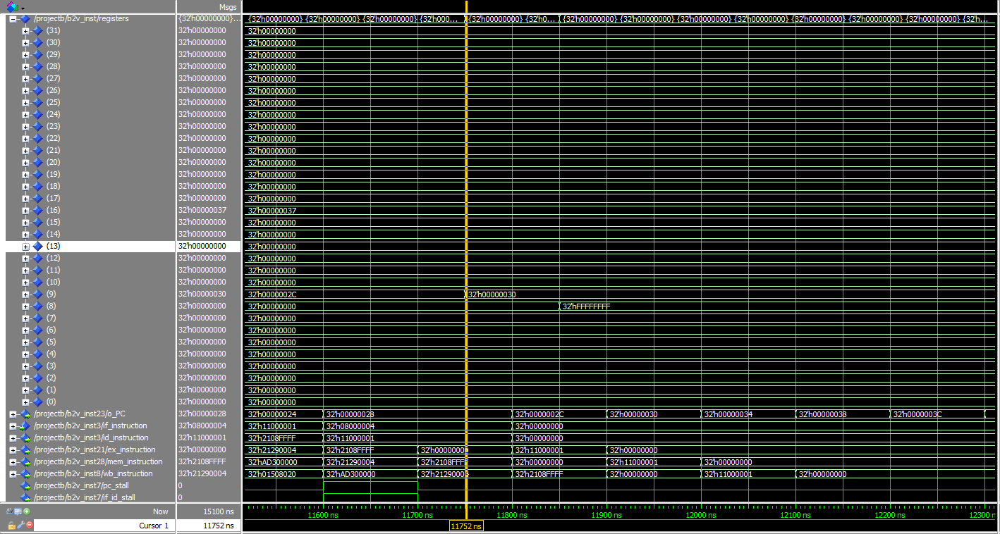 Msgs
/projectb/b2v_inst/registers {32'h00000000}... {32'h00000000} {32'h00000000} {32'h00000000} {32'h000... {32'h00000000} {32'h0... {32'h00000000} {32'h00000000} {32'h00000000} {32'h00000000} {32'h00000000} {32'h00000000} {32'h00000000} {32'h...
(31) 32'h00000000 32'h00000000
(30) 32'h00000000 32'h00000000
(29) 32'h00000000 32'h00000000
(28) 32'h00000000 32'h00000000
(27) 32'h00000000 32'h00000000
(26) 32'h00000000 32'h00000000
(25) 32'h00000000 32'h00000000
(24) 32'h00000000 32'h00000000
(23) 32'h00000000 32'h00000000
(22) 32'h00000000 32'h00000000
(21) 32'h00000000 32'h00000000
(20) 32'h00000000 32'h00000000
(19) 32'h00000000 32'h00000000
(18) 32'h00000000 32'h00000000
(17) 32'h00000000 32'h00000000
(16) 32'h00000037 32'h00000037
(15) 32'h00000000 32'h00000000
(14) 32'h00000000 32'h00000000
(13) 32'h00000000 32'h00000000
(12) 32'h00000000 32'h00000000
(11) 32'h00000000 32'h00000000
(10) 32'h00000000 32'h00000000
(9) 32'h00000030 32'h0000002C 32'h00000030
(8) 32'h00000000 32'h00000000 32'hFFFFFFFF
(7) 32'h00000000 32'h00000000
(6) 32'h00000000 32'h00000000
(5) 32'h00000000 32'h00000000
(4) 32'h00000000 32'h00000000
(3) 32'h00000000 32'h00000000
(2) 32'h00000000 32'h00000000
(1) 32'h00000000 32'h00000000
(0) 32'h00000000 32'h00000000
/projectb/b2v_inst23/o_PC 32'h00000028 32'h00000024 32'h00000028 32'h0000002C 32'h00000030 32'h00000034 32'h00000038 32'h0000003C
/projectb/b2v_inst3/if_instruction 32'h08000004 32'h11000001 32'h08000004 32'h00000000
/projectb/b2v_inst3/id_instruction 32'h11000001 32'h2108FFFF 32'h11000001 32'h00000000
/projectb/b2v_inst21/ex_instruction 32'h00000000 32'h21290004 32'h2108FFFF 32'h00000000 32'h11000001 32'h00000000
/projectb/b2v_inst28/mem_instruction 32'h2108FFFF 32'hAD300000 32'h21290004 32'h2108FFFF 32'h00000000 32'h11000001 32'h00000000
/projectb/b2v_inst8/wb_instruction 32'h21290004 32'h01508020 32'hAD300000 32'h21290004 32'h2108FFFF 32'h00000000 32'h11000001 32'h00000000
/projectb/b2v_inst7/pc_stall 0
/projectb/b2v_inst7/if_id_stall 0
Now 15100 ns 11600 ns 11700 ns 11800 ns 11900 ns 12000 ns 12100 ns 12200 ns 12300 n
Cursor 1 11752 ns 11752 ns